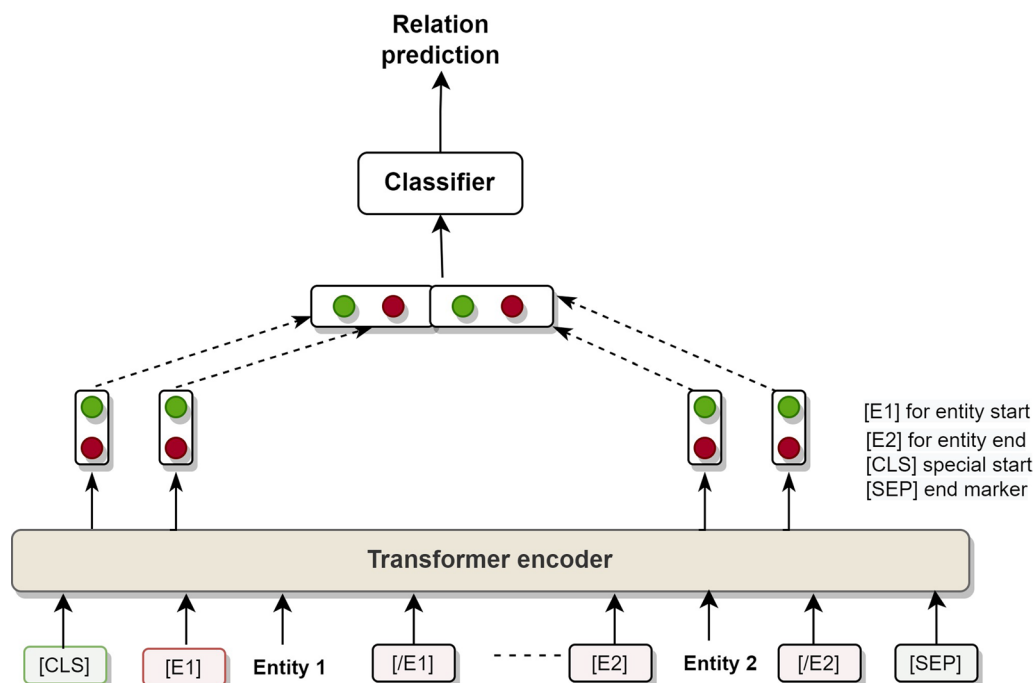 Relation
prediction
Classifier
[E1] for entity start
[E2] for entity end
[CLS] special start
[SEP] end marker
Transformer encoder
[CLS] [E1] Entity 1 [/E1] [E2] Entity 2 [/E2] [SEP]